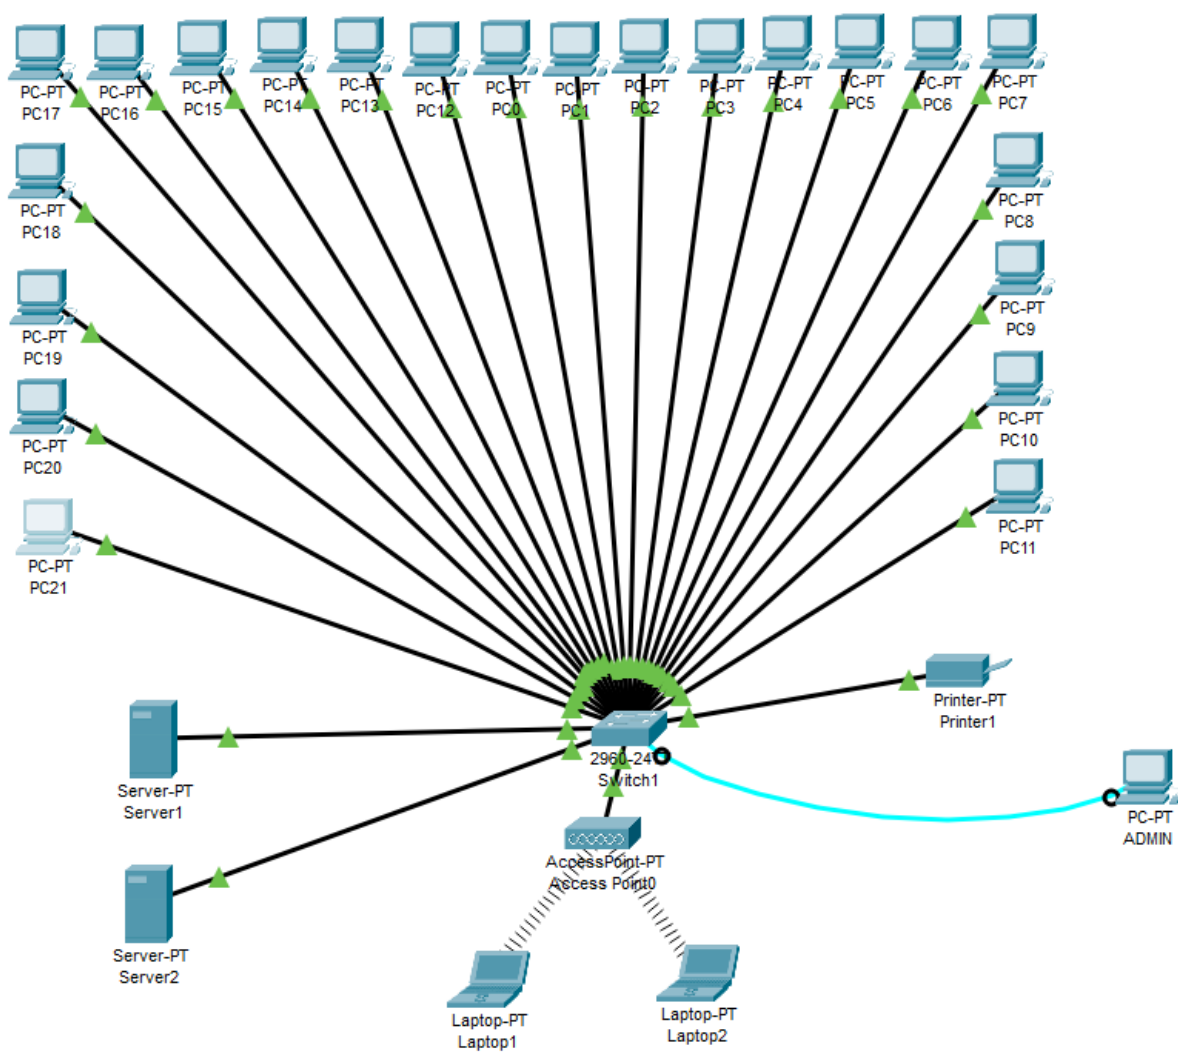 PC-PT
PC17
PC-PT
PC16
PC-PT
PC15
PC-PT
PC14
PC-PT
PC13
PC-PT
PC12
PC-PT
PC0
PC-PT
PC1
PC-PT
PC2
PC-PT
PC3
PC-PT
PC4
PC-PT
PC5
PC-PT
PC6
PC-PT
PC7
PC-PT
PC18
PC-PT
PC8
PC-PT
PC19
PC-PT
PC9
PC-PT
PC20
PC-PT
PC10
PC-PT
PC21
PC-PT
PC11
Printer-PT
Printer1
2960-24
Switch1
Server-PT
Server1
PC-PT
ADMIN
AccessPoint-PT
Access Point0
Server-PT
Server2
Laptop-PT
Laptop1
Laptop-PT
Laptop2